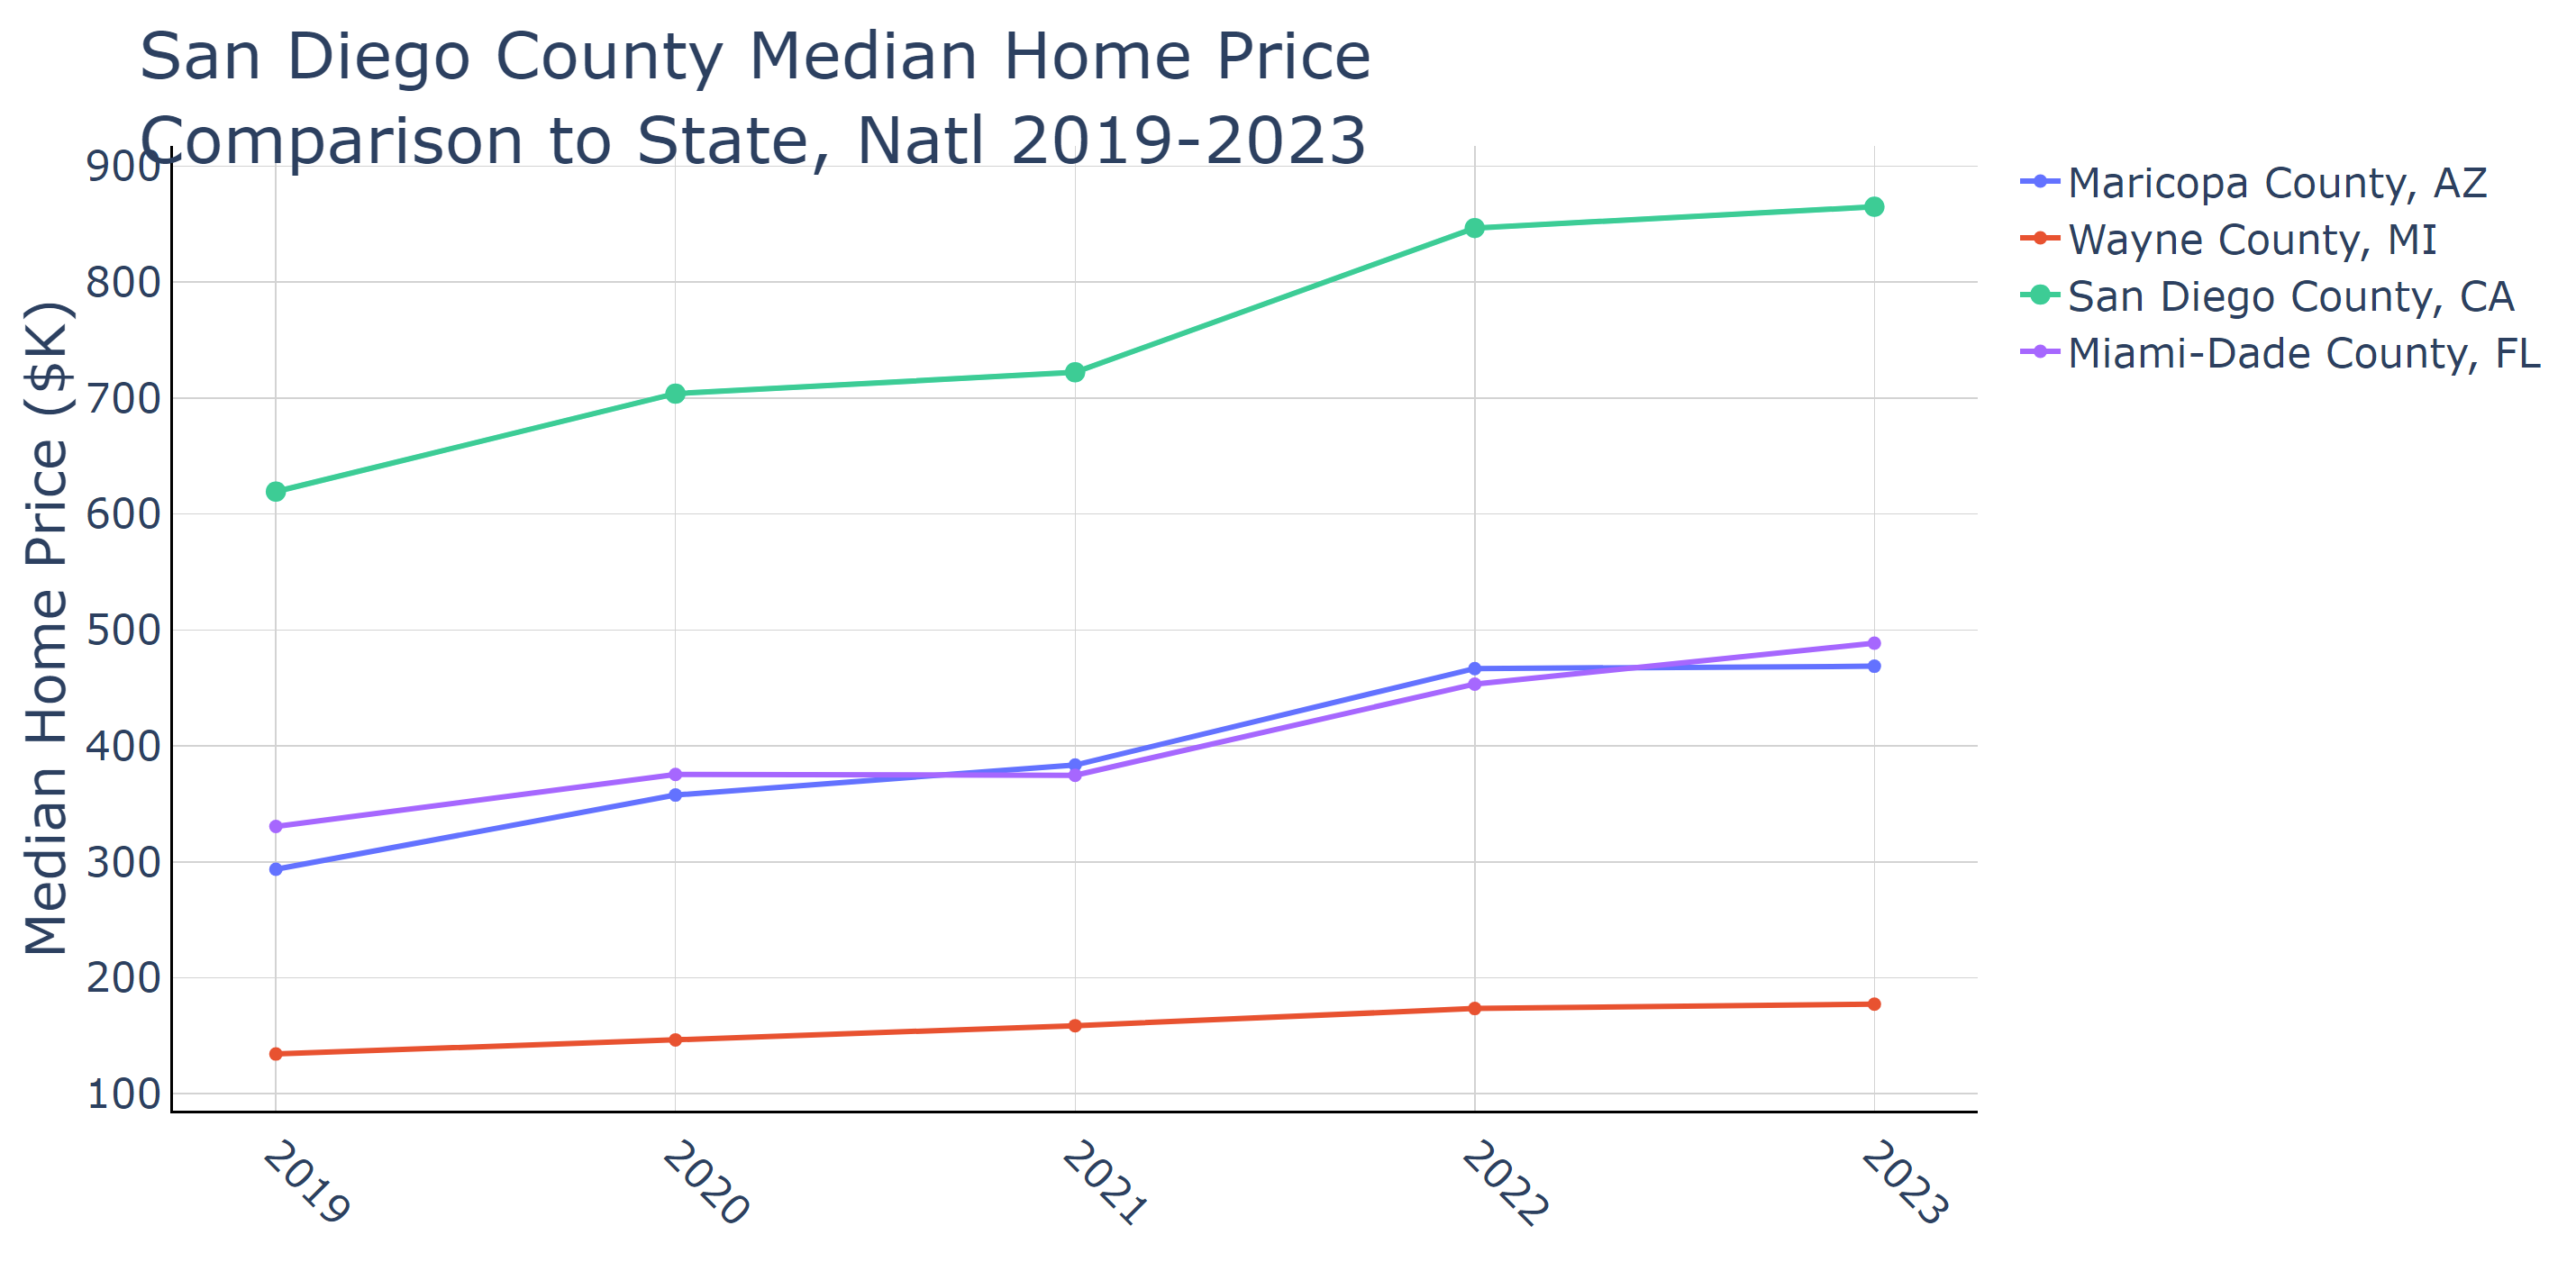 San Diego County Median Home Price
Comparison to State, Natl 2019-2023
Median Home Price ($K)
900
800
700
600
500
400
300
200
100
2019
2020
2021
2022
2023
Maricopa County, AZ
Wayne County, MI
San Diego County, CA
Miami-Dade County, FL